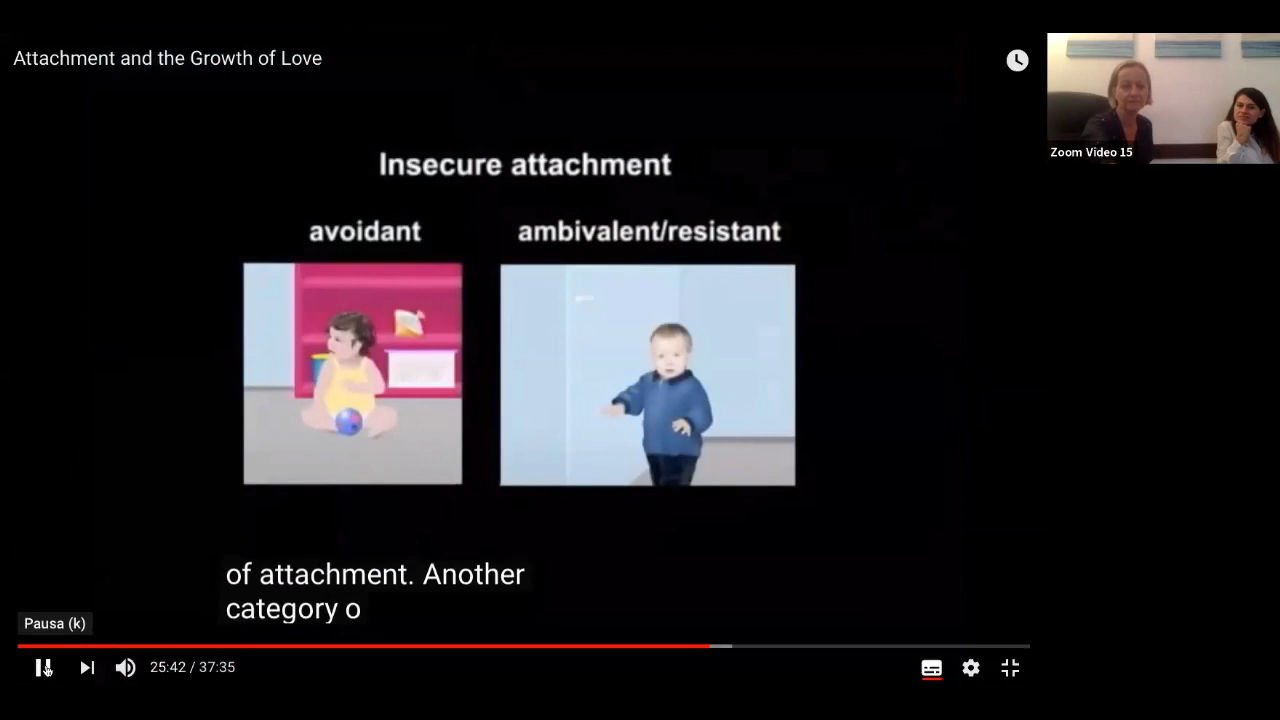 Attachment and the Growth of Love
Zoom Video 15
Insecure attachment
avoidant
ambivalent/resistant
of attachment. Another
category o
Pausa (k)
25:42 / 37:35